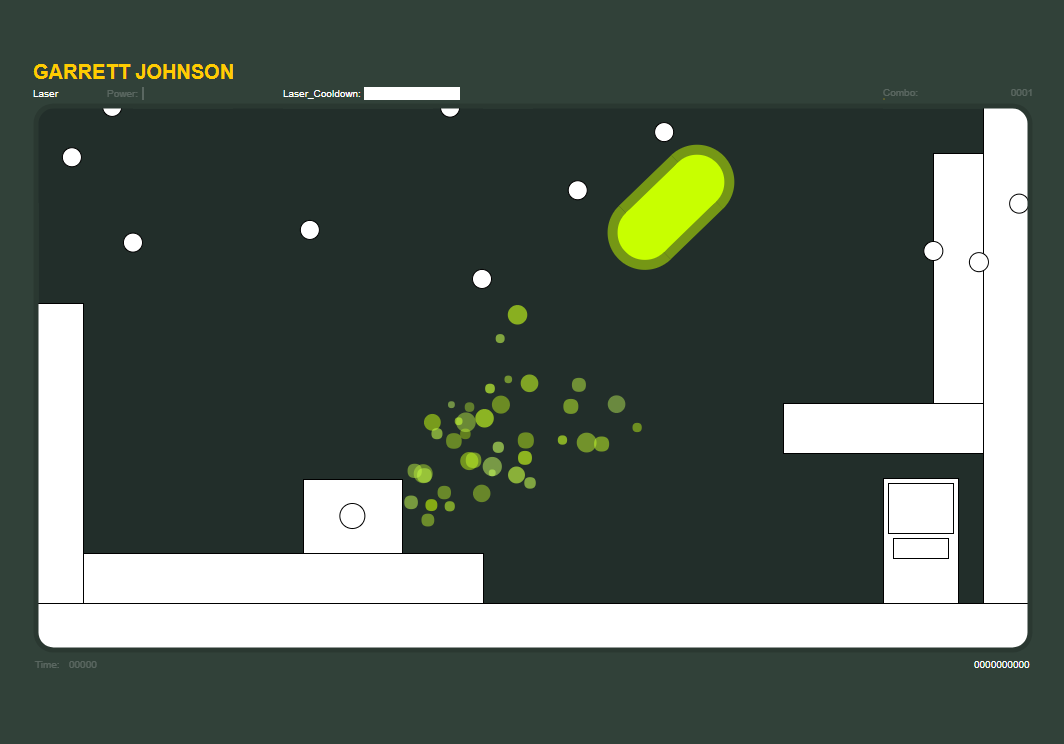 GARRETT JOHNSON
Laser Power: Laser_Cooldown: Combo: 0001
Time: 00000 0000000000